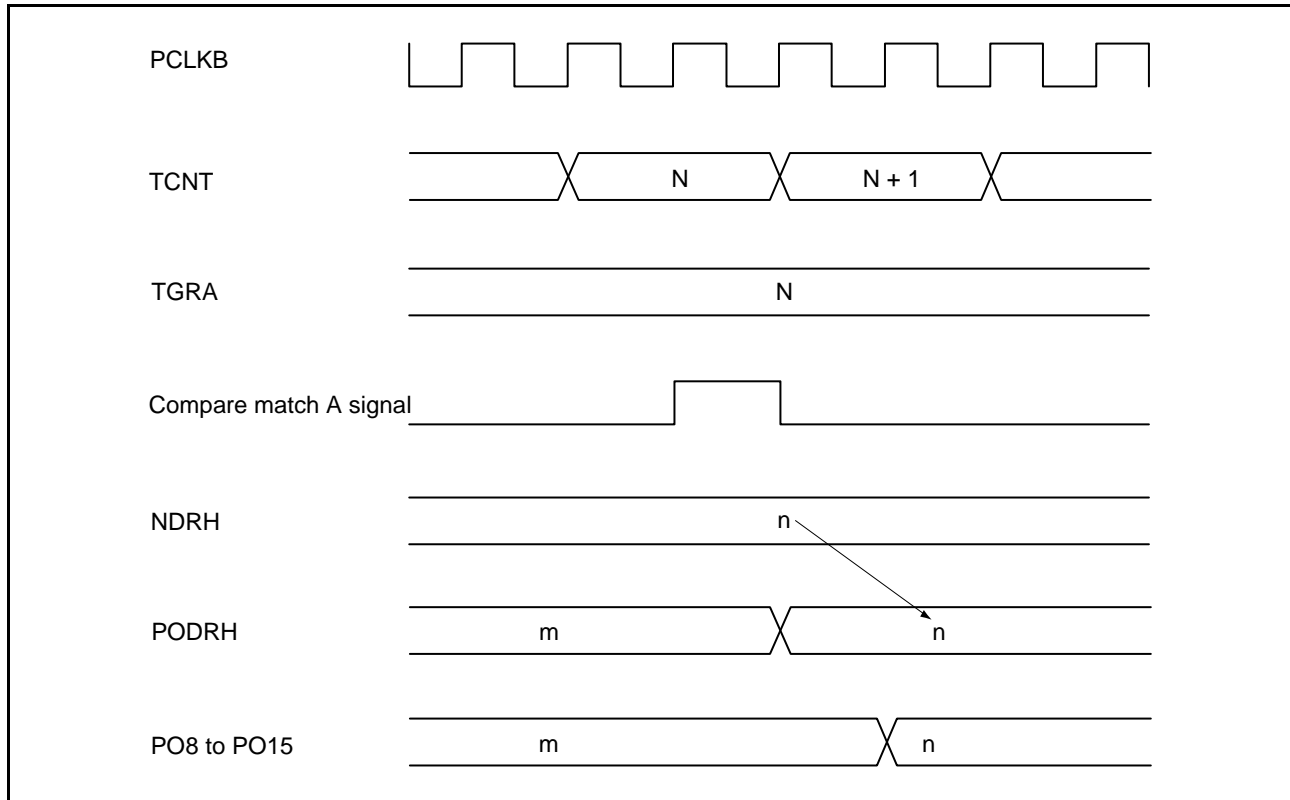 PCLKB
TCNT N N + 1
TGRA N
Compare match A signal
NDRH n
PODRH m n
PO8 to PO15 m n